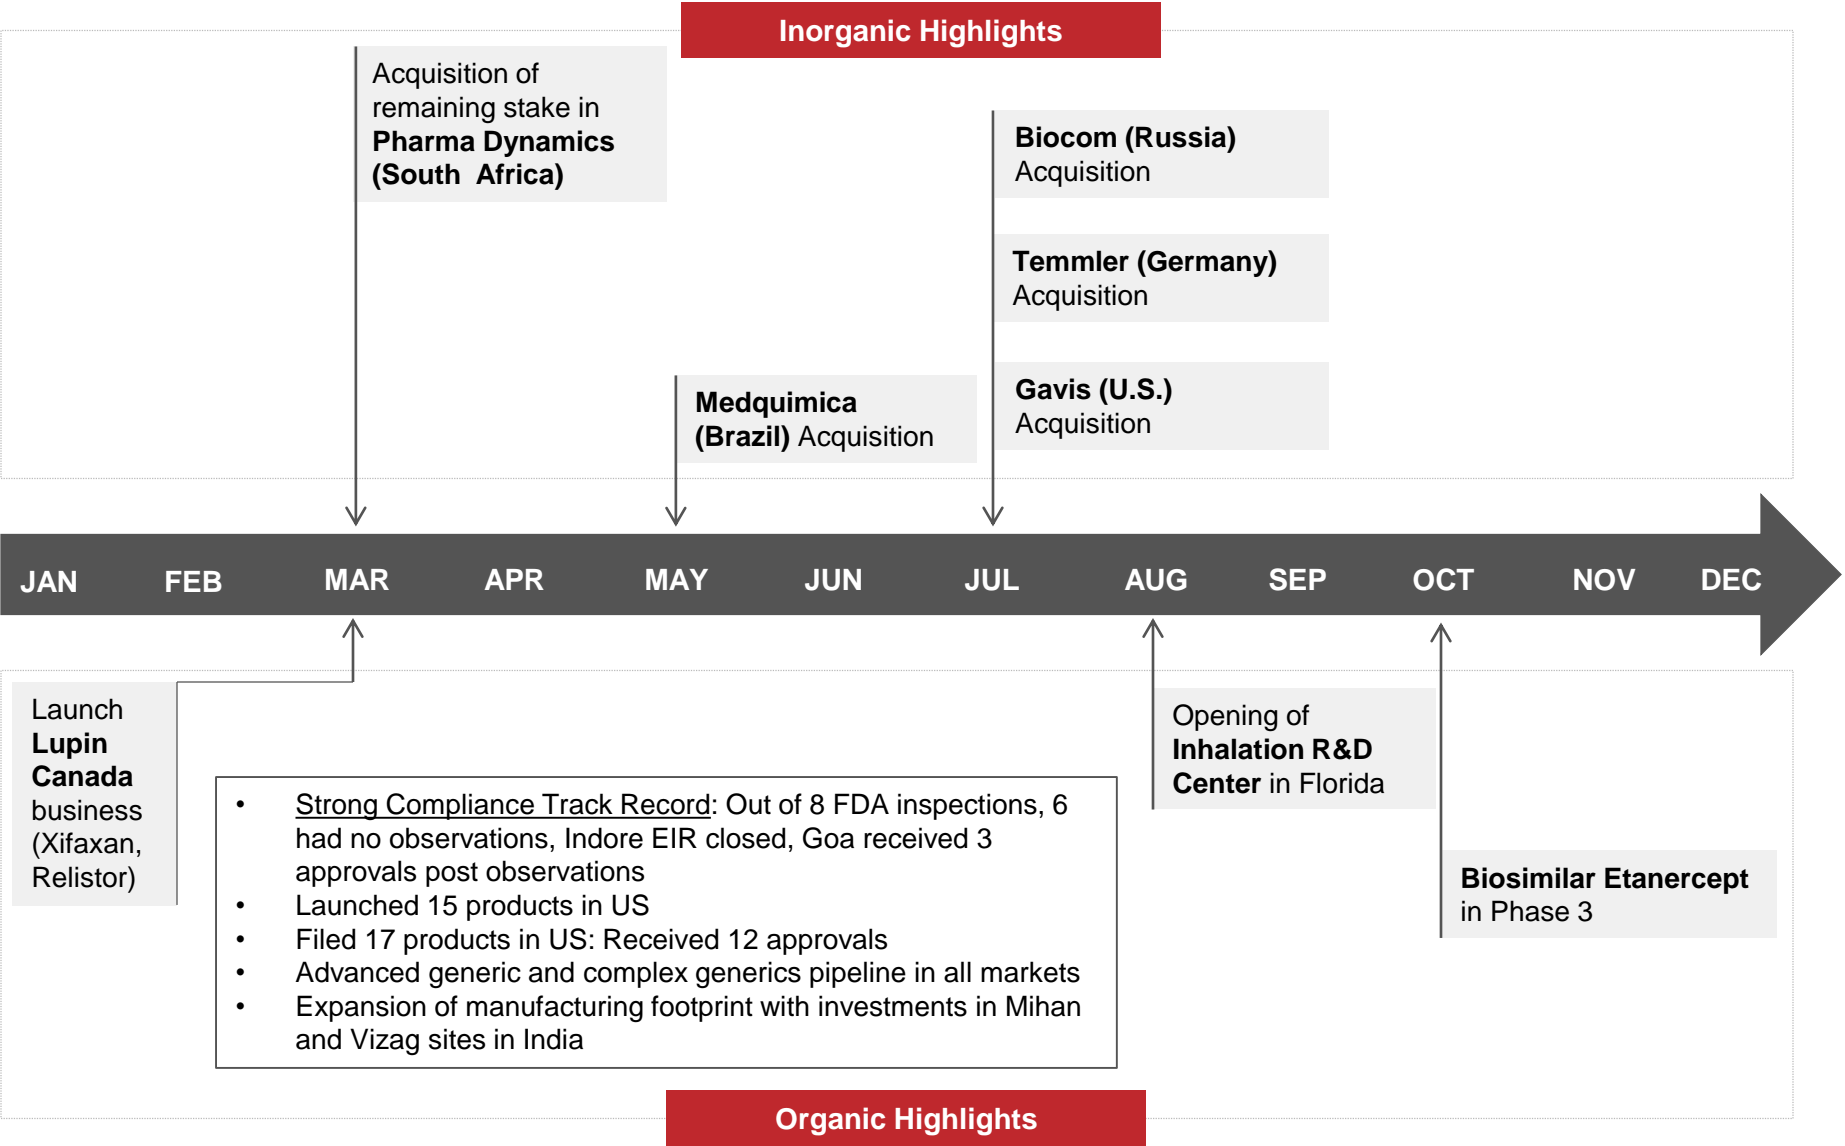 Inorganic Highlights
Acquisition of
remaining stake in
Pharma Dynamics
(South Africa)
Biocom (Russia)
Acquisition
Temmler (Germany)
Acquisition
Medquimica
(Brazil) Acquisition
Gavis (U.S.)
Acquisition
JAN FEB MAR APR MAY JUN JUL AUG SEP OCT NOV DEC
Launch
Lupin
Canada
business
(Xifaxan,
Relistor)
• Strong Compliance Track Record: Out of 8 FDA inspections, 6
had no observations, Indore EIR closed, Goa received 3
approvals post observations
• Launched 15 products in US
• Filed 17 products in US: Received 12 approvals
• Advanced generic and complex generics pipeline in all markets
• Expansion of manufacturing footprint with investments in Mihan
and Vizag sites in India
Opening of
Inhalation R&D
Center in Florida
Biosimilar Etanercept
in Phase 3
Organic Highlights